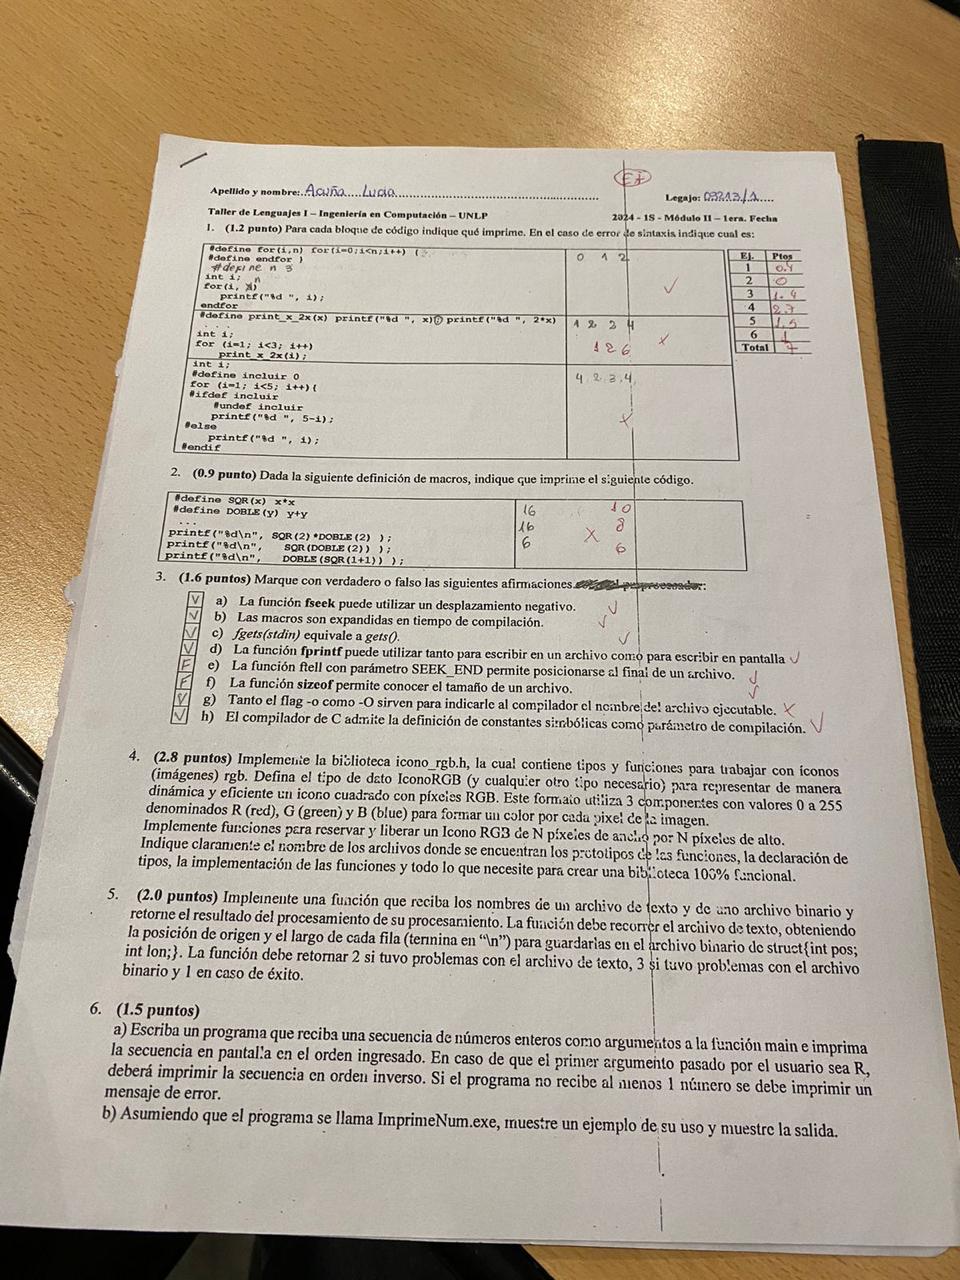 E7
Apellido y nombre: Acuña Lucia
Legajo: 03213/1
Taller de Lenguajes I – Ingeniería en Computación – UNLP
2024 - 1S - Módulo II – 1era. Fecha
1. (1.2 punto) Para cada bloque de código indique qué imprime. En el caso de error de sintaxis indique cual es:
#define for(i,n) for(i=0;i<n;i++) {
#define endfor }
#define n 3
int i;
for(i, n)
printf("%d ", i);
endfor
0 1 2
#define print_x_2x(x) printf("%d ", x); printf("%d ", 2*x)
. . .
int i;
for (i=1; i<3; i++)
print_x_2x(i);
1 2 2 4
1 2 6
int i;
#define incluir 0
for (i=1; i<5; i++){
#ifdef incluir
#undef incluir
printf("%d ", 5-i);
#else
printf("%d ", i);
#endif
4 2 3 4
Ej. Ptos
1 0.4
2 0
3 1.4
4 2.7
5 1.5
6 1
Total 7
2. (0.9 punto) Dada la siguiente definición de macros, indique que imprime el siguiente código.
#define SQR(x) x*x
#define DOBLE(y) y+y
...
printf("%d\n", SQR(2)*DOBLE(2) );
printf("%d\n", SQR(DOBLE(2)) );
printf("%d\n", DOBLE(SQR(1+1)) );
16 10
16 8
6 6
3. (1.6 puntos) Marque con verdadero o falso las siguientes afirmaciones:
V a) La función fseek puede utilizar un desplazamiento negativo.
V b) Las macros son expandidas en tiempo de compilación.
V c) fgets(stdin) equivale a gets().
V d) La función fprintf puede utilizar tanto para escribir en un archivo como para escribir en pantalla
F e) La función ftell con parámetro SEEK_END permite posicionarse al final de un archivo.
F f) La función sizeof permite conocer el tamaño de un archivo.
V g) Tanto el flag -o como -O sirven para indicarle al compilador el nombre del archivo ejecutable.
V h) El compilador de C admite la definición de constantes simbólicas como parámetro de compilación.
4. (2.8 puntos) Implemente la biblioteca icono_rgb.h, la cual contiene tipos y funciones para trabajar con íconos
(imágenes) rgb. Defina el tipo de dato IconoRGB (y cualquier otro tipo necesario) para representar de manera
dinámica y eficiente un icono cuadrado con píxeles RGB. Este formato utiliza 3 componentes con valores 0 a 255
denominados R (red), G (green) y B (blue) para formar un color por cada pixel de la imagen.
Implemente funciones para reservar y liberar un Icono RGB de N píxeles de ancho por N píxeles de alto.
Indique claramente el nombre de los archivos donde se encuentran los prototipos de las funciones, la declaración de
tipos, la implementación de las funciones y todo lo que necesite para crear una biblioteca 100% funcional.
5. (2.0 puntos) Implemente una función que reciba los nombres de un archivo de texto y de uno archivo binario y
retorne el resultado del procesamiento de su procesamiento. La función debe recorrer el archivo de texto, obteniendo
la posición de origen y el largo de cada fila (termina en "\n") para guardarlas en el archivo binario de struct{int pos;
int lon;}. La función debe retornar 2 si tuvo problemas con el archivo de texto, 3 si tuvo problemas con el archivo
binario y 1 en caso de éxito.
6. (1.5 puntos)
a) Escriba un programa que reciba una secuencia de números enteros como argumentos a la función main e imprima
la secuencia en pantalla en el orden ingresado. En caso de que el primer argumento pasado por el usuario sea R,
deberá imprimir la secuencia en orden inverso. Si el programa no recibe al menos 1 número se debe imprimir un
mensaje de error.
b) Asumiendo que el programa se llama ImprimeNum.exe, muestre un ejemplo de su uso y muestre la salida.